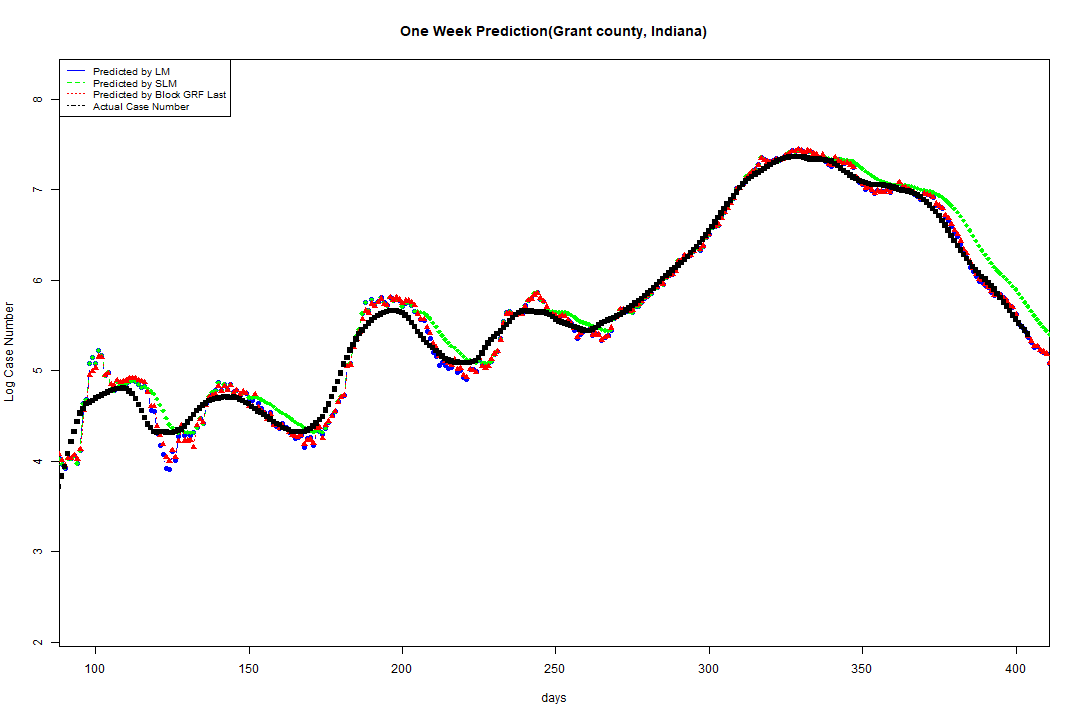 One Week Prediction(Grant county, Indiana)
Predicted by LM
Predicted by SLM
Predicted by Block GRF Last
Actual Case Number
Log Case Number
8
7
6
5
4
3
2
100 150 200 250 300 350 400
days